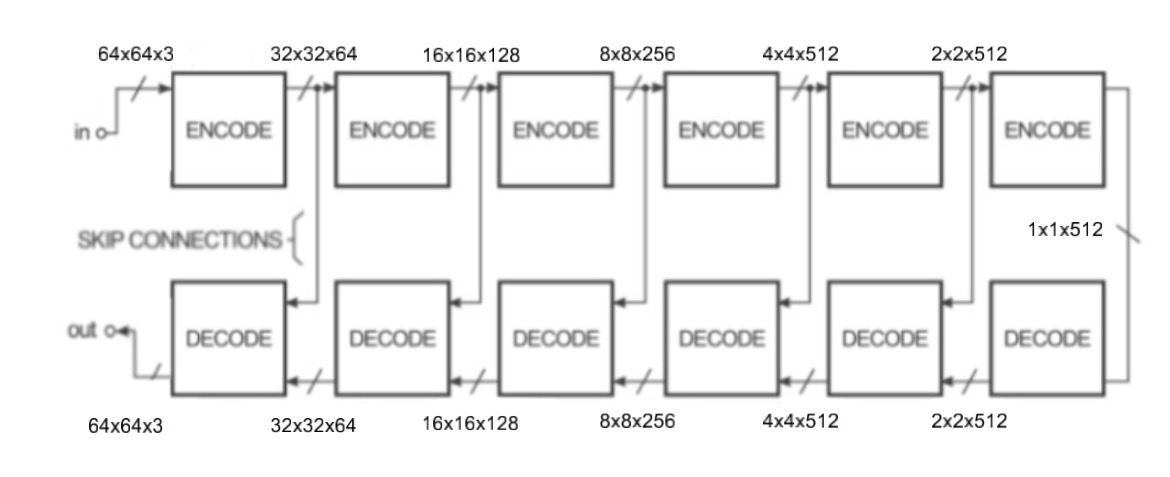 64x64x3 32x32x64 16x16x128 8x8x256 4x4x512 2x2x512
in ENCODE ENCODE ENCODE ENCODE ENCODE ENCODE
1x1x512
SKIP CONNECTIONS
out DECODE DECODE DECODE DECODE DECODE DECODE
64x64x3 32x32x64 16x16x128 8x8x256 4x4x512 2x2x512